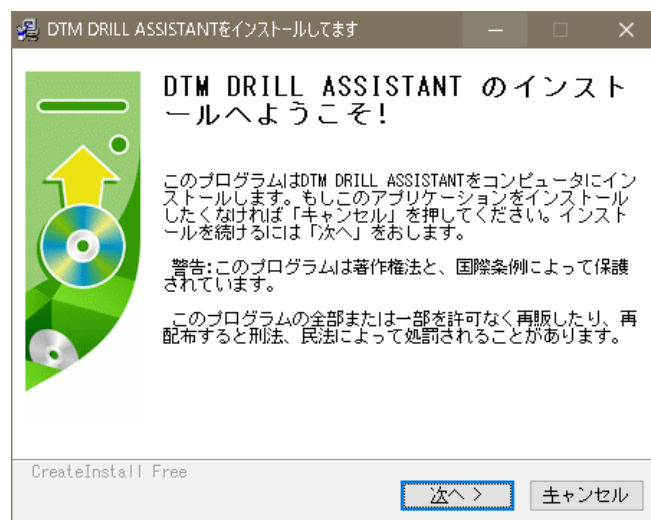 DTM DRILL ASSISTANTをインストールしてます
DTM DRILL ASSISTANT のインスト
ールへようこそ!
このプログラムはDTM DRILL ASSISTANTをコンピュータにイン
ストールします。もしこのアプリケーションをインストール
したくなければ「キャンセル」を押してください。インスト
ールを続けるには「次へ」をおします。
警告:このプログラムは著作権法と、国際条例によって保護
されています。
このプログラムの全部または一部を許可なく再販したり、再
配布すると刑法、民法によって処罰されることがあります。
CreateInstall Free
次へ >
キャンセル